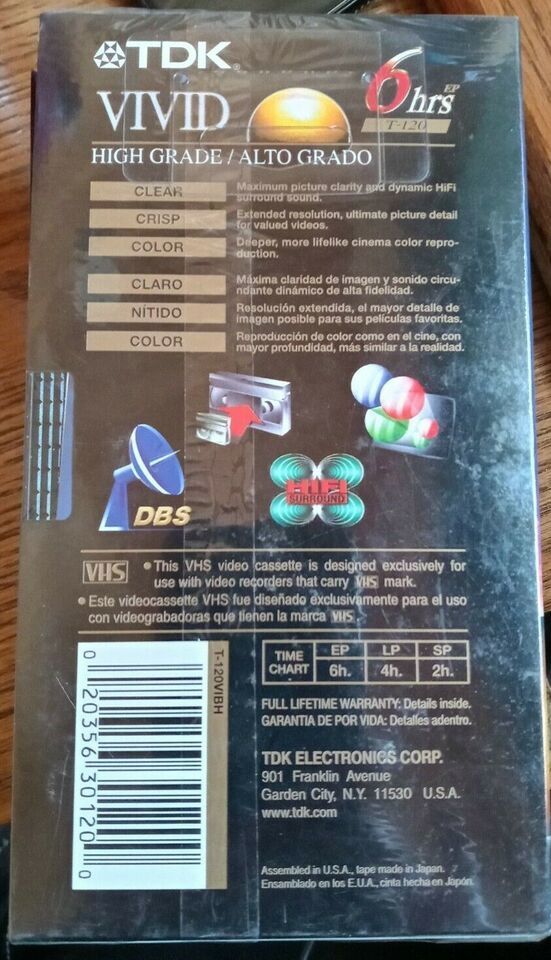 TDK®
VIVID
6hrs EP
T-120
HIGH GRADE / ALTO GRADO
CLEAR
Maximum picture clarity and dynamic HiFi
surround sound.
CRISP
Extended resolution, ultimate picture detail
for valued videos.
COLOR
Deeper, more lifelike cinema color repro-
duction.
CLARO
Máxima claridad de imagen y sonido circu-
ndante dinámico de alta fidelidad.
NÍTIDO
Resolución extendida, el mayor detalle de
imagen posible para sus películas favoritas.
COLOR
Reproducción de color como en el cine, con
mayor profundidad, más similar a la realidad.
DBS
HIFI
SURROUND
VHS
• This VHS video cassette is designed exclusively for
use with video recorders that carry VHS mark.
• Este videocassette VHS fue diseñado exclusivamente para el uso
con videograbadoras que tienen la marca VHS.
T-120VIBH
0 20356 30120 0
TIME CHART EP LP SP
6h. 4h. 2h.
FULL LIFETIME WARRANTY: Details inside.
GARANTIA DE POR VIDA: Detalles adentro.
TDK ELECTRONICS CORP.
901 Franklin Avenue
Garden City, N.Y. 11530 U.S.A.
www.tdk.com
Assembled in U.S.A., tape made in Japan.
Ensamblado en los E.U.A., cinta hecha en Japón.